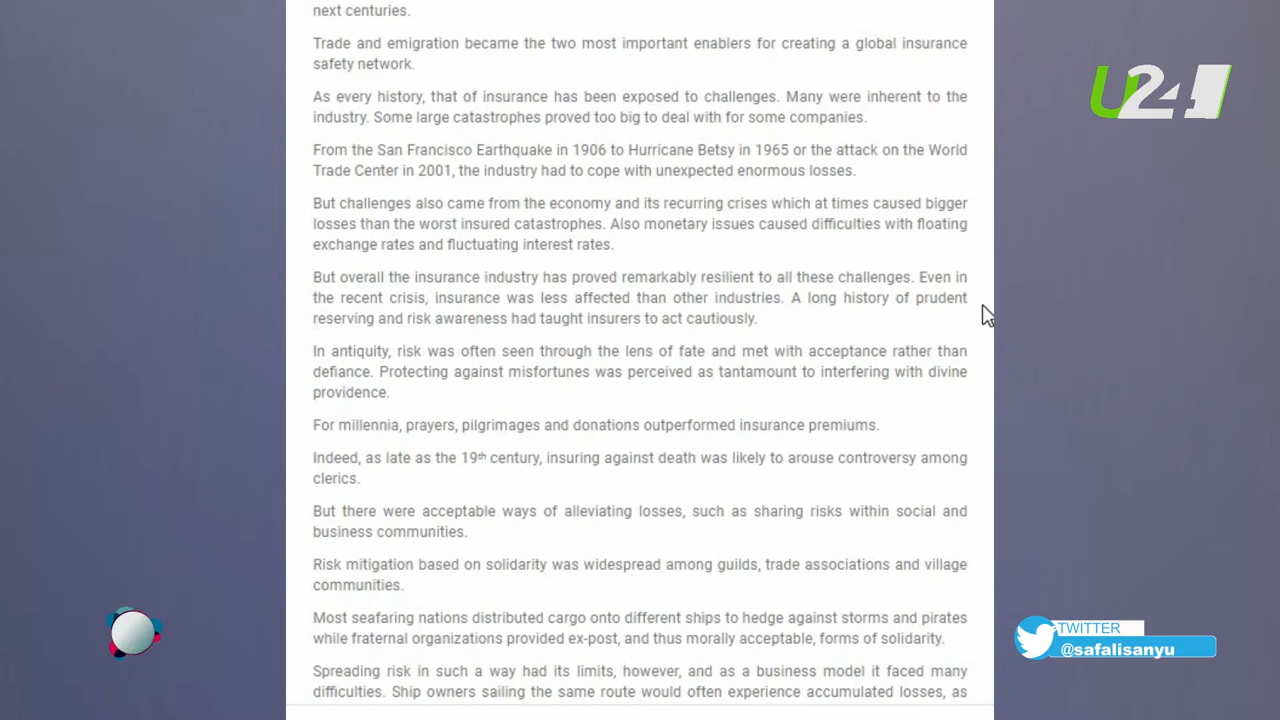 next centuries.
Trade and emigration became the two most important enablers for creating a global insurance
safety network.
As every history, that of insurance has been exposed to challenges. Many were inherent to the
industry. Some large catastrophes proved too big to deal with for some companies.
From the San Francisco Earthquake in 1906 to Hurricane Betsy in 1965 or the attack on the World
Trade Center in 2001, the industry had to cope with unexpected enormous losses.
But challenges also came from the economy and its recurring crises which at times caused bigger
losses than the worst insured catastrophes. Also monetary issues caused difficulties with floating
exchange rates and fluctuating interest rates.
But overall the insurance industry has proved remarkably resilient to all these challenges. Even in
the recent crisis, insurance was less affected than other industries. A long history of prudent
reserving and risk awareness had taught insurers to act cautiously.
In antiquity, risk was often seen through the lens of fate and met with acceptance rather than
defiance. Protecting against misfortunes was perceived as tantamount to interfering with divine
providence.
For millennia, prayers, pilgrimages and donations outperformed insurance premiums.
Indeed, as late as the 19th century, insuring against death was likely to arouse controversy among
clerics.
But there were acceptable ways of alleviating losses, such as sharing risks within social and
business communities.
Risk mitigation based on solidarity was widespread among guilds, trade associations and village
communities.
Most seafaring nations distributed cargo onto different ships to hedge against storms and pirates
while fraternal organizations provided ex-post, and thus morally acceptable, forms of solidarity.
Spreading risk in such a way had its limits, however, and as a business model it faced many
difficulties. Ship owners sailing the same route would often experience accumulated losses, as
U24
TWITTER
@safalisanyu